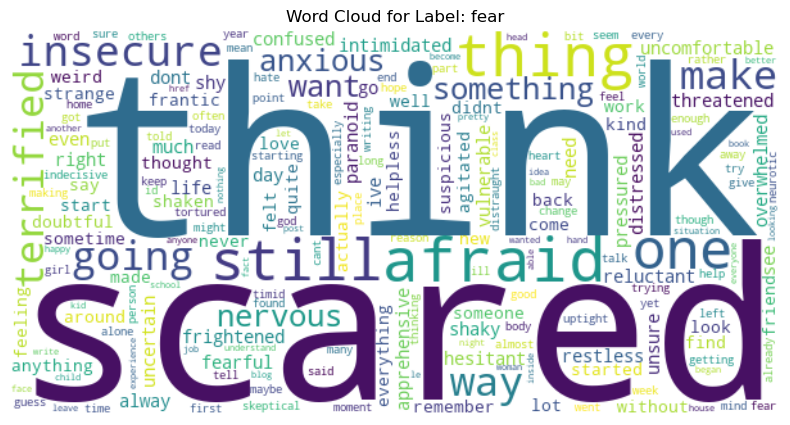 Word Cloud for Label: fear
word sure others year
mean confused intimidated head bit seem every
become part rather better
insecure anxious thing uncomfortable
weird dont shy hate end hope want go something make
strange frantic point take well didnt world feel work threatened
home href think
got another put even often today told much read thought
love writing especially paranoid suspicious agitated vulnerable need kind enough used book away
terrified right starting let pretty class idea heart bad may try give
indecisive say id keep life day quite felt long ive helpless distraught pressured distressed overwhelmed neurotic looking
making start shaken tortured god place actually new change back come
doubtful might nothing
sometime never anyone post cant reason wanted hand though situation
happy girl going fact still afraid ill able talk one everyone
made kid school timid found trying reluctant help friend see
feeling around person uncertain nervous someone good yet unsure left look already
alone experience frightened understand everything apprehensive thinking shaky body uptight find
anything write job fearful many night almost hesitant restless getting
child tell blog le way inside woman started began
face guess alway maybe said remember lot week without mind fear
leave time first skeptical moment went house
scared